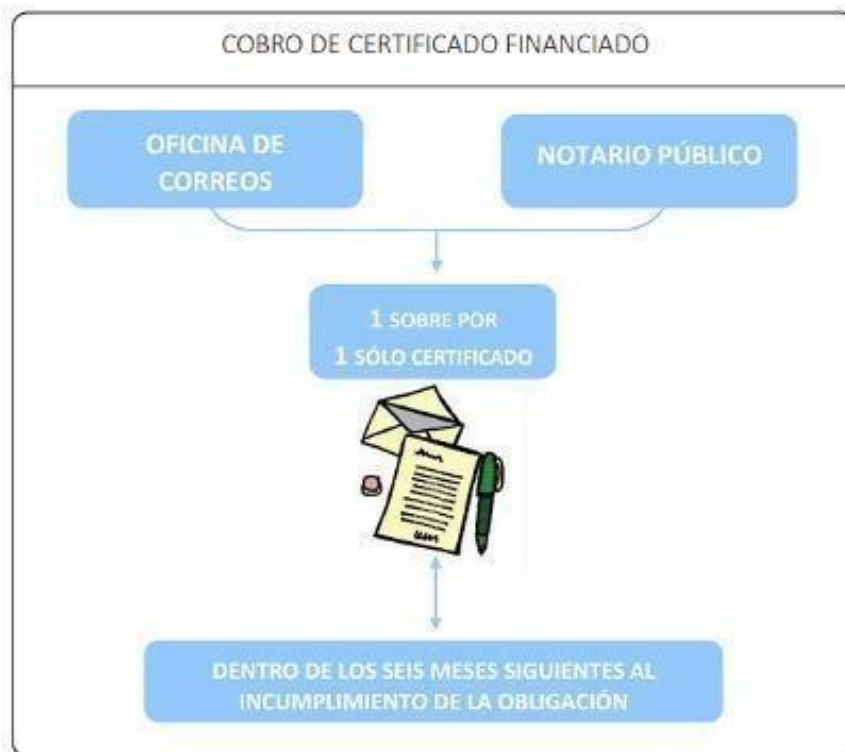 COBRO DE CERTIFICADO FINANCIADO
OFICINA DE
CORREOS
NOTARIO PÚBLICO
1 SOBRE POR
1 SÓLO CERTIFICADO
DENTRO DE LOS SEIS MESES SIGUIENTES AL
INCUMPLIMIENTO DE LA OBLIGACIÓN